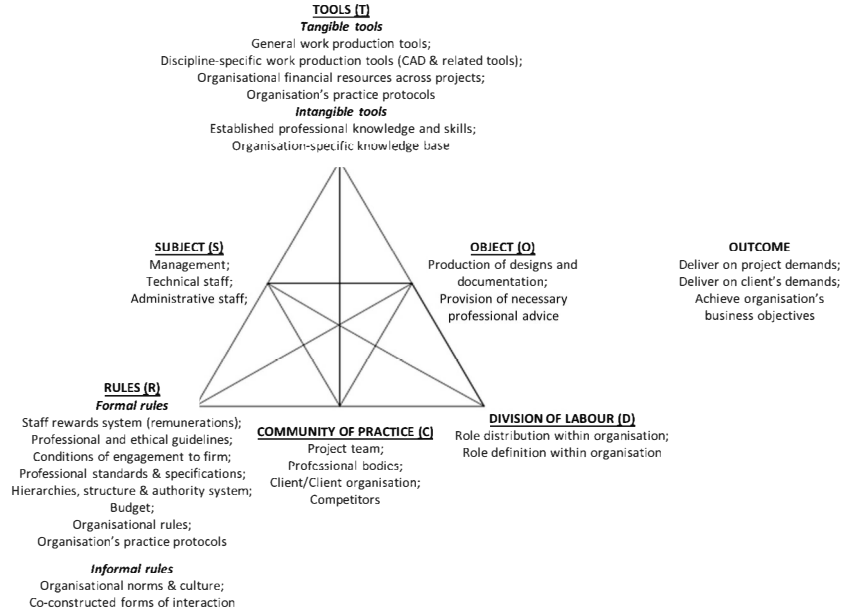 TOOLS (T)
Tangible tools
General work production tools;
Discipline-specific work production tools (CAD & related tools);
Organisational financial resources across projects;
Organisation's practice protocols
Intangible tools
Established professional knowledge and skills;
Organisation-specific knowledge base
SUBJECT (S)
Management;
Technical staff;
Administrative staff;
OBJECT (O)
Production of designs and
documentation;
Provision of necessary
professional advice
OUTCOME
Deliver on project demands;
Deliver on client's demands;
Achieve organisation's
business objectives
RULES (R)
Formal rules
Staff rewards system (remunerations);
Professional and ethical guidelines;
Conditions of engagement to firm;
Professional standards & specifications;
Hierarchies, structure & authority system;
Budget;
Organisational rules;
Organisation's practice protocols
Informal rules
Organisational norms & culture;
Co-constructed forms of interaction
COMMUNITY OF PRACTICE (C)
Project team;
Professional bodies;
Client/Client organisation;
Competitors
DIVISION OF LABOUR (D)
Role distribution within organisation;
Role definition within organisation